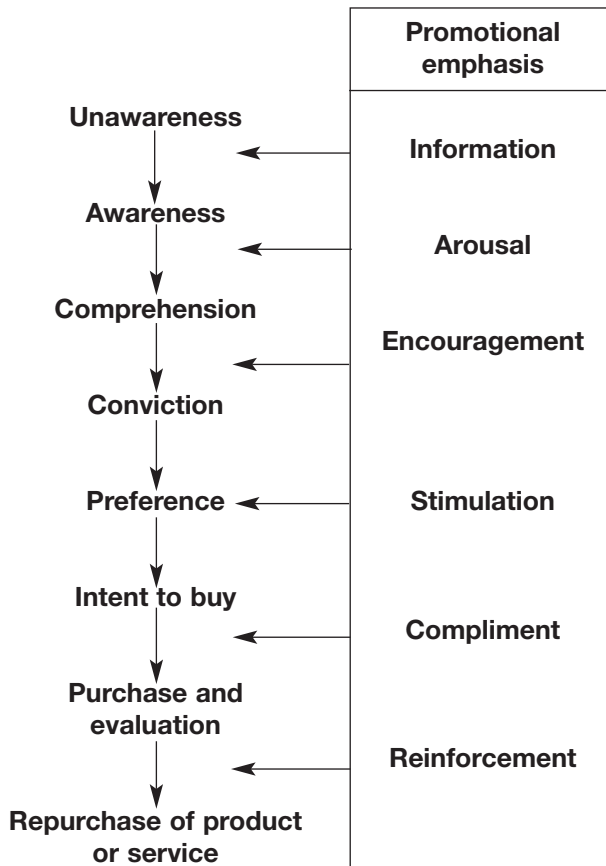 Promotional
emphasis
Unawareness
Information
Awareness
Arousal
Comprehension
Encouragement
Conviction
Preference
Stimulation
Intent to buy
Compliment
Purchase and
evaluation
Reinforcement
Repurchase of product
or service